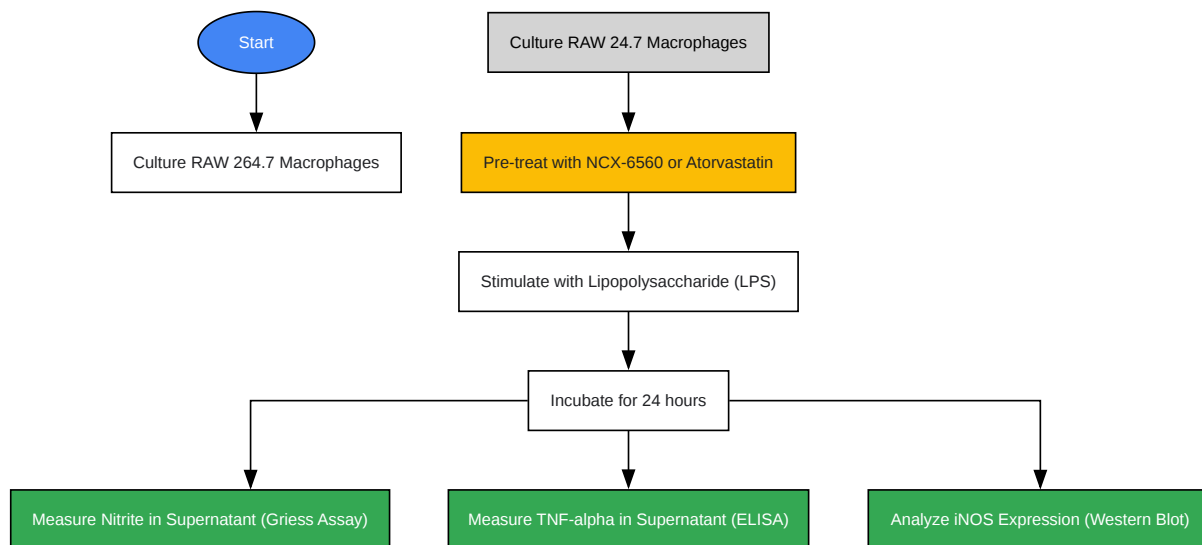 Start
Culture RAW 24.7 Macrophages
Culture RAW 264.7 Macrophages
Pre-treat with NCX-6560 or Atorvastatin
Stimulate with Lipopolysaccharide (LPS)
Incubate for 24 hours
Measure Nitrite in Supernatant (Griess Assay)
Measure TNF-alpha in Supernatant (ELISA)
Analyze iNOS Expression (Western Blot)